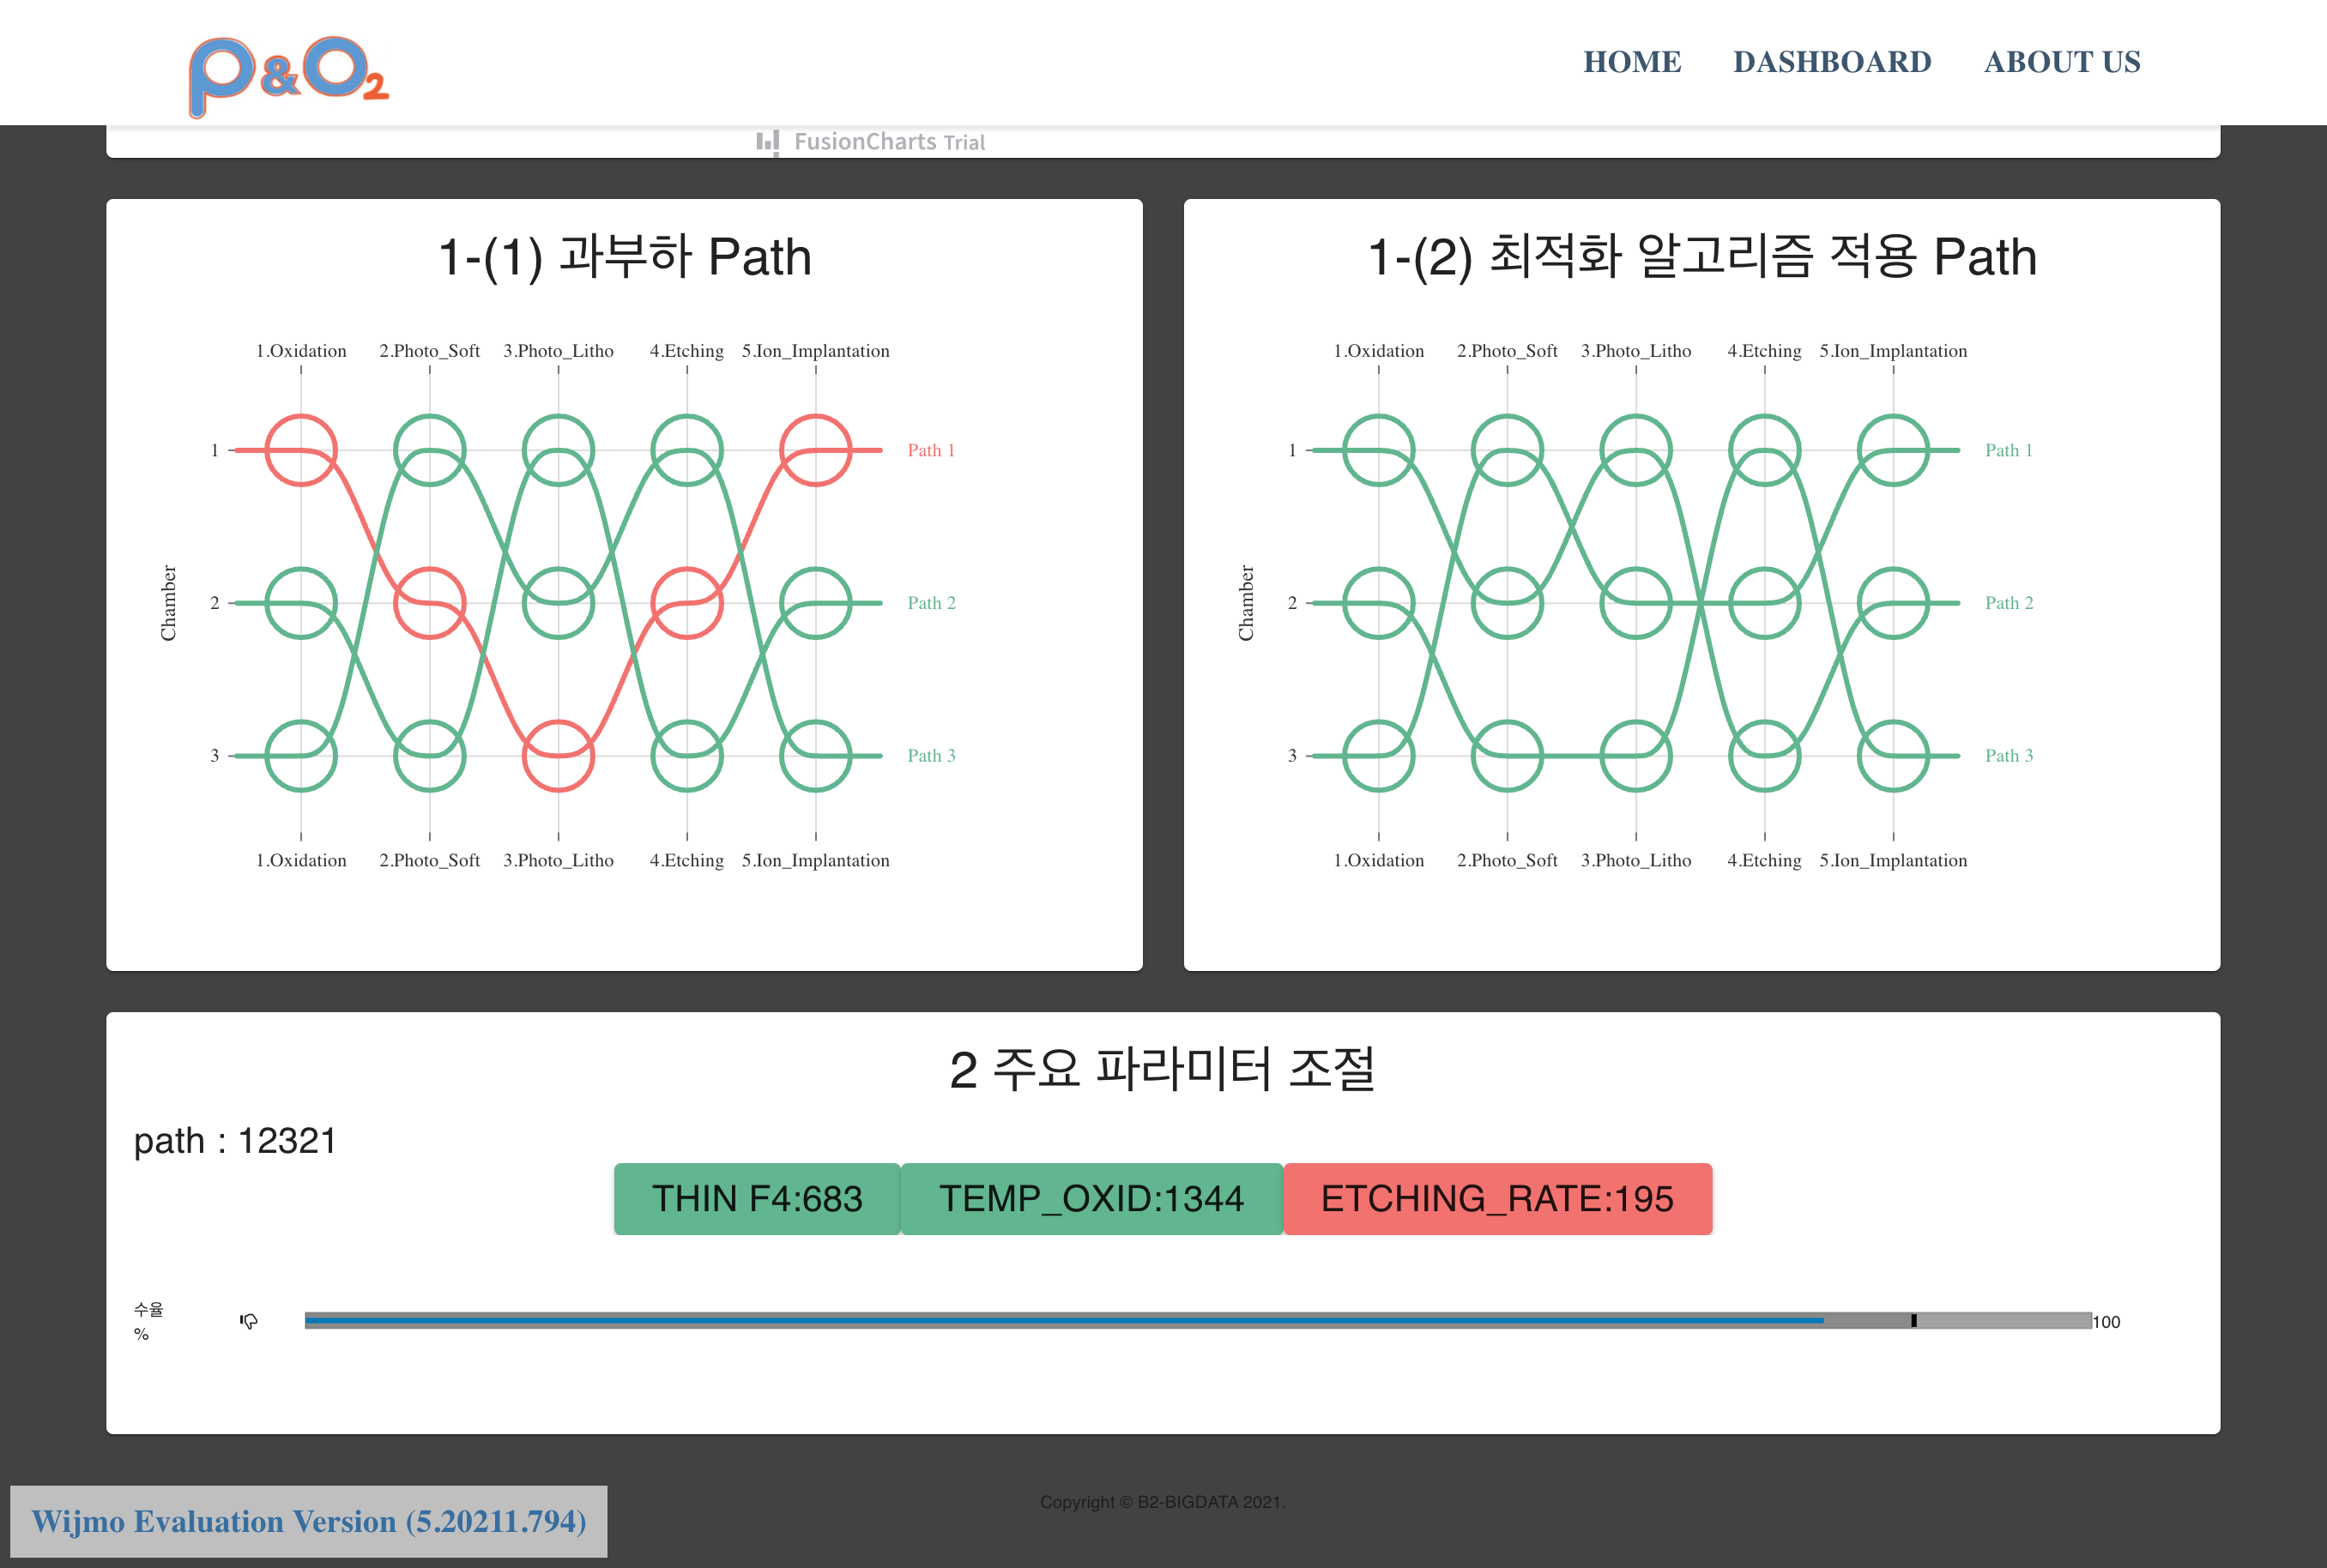 P&O2
HOME DASHBOARD ABOUT US
FusionCharts Trial
1-(1) 과부하 Path
1.Oxidation 2.Photo_Soft 3.Photo_Litho 4.Etching 5.Ion_Implantation
1 Path 1
Chamber
2 Path 2
3 Path 3
1.Oxidation 2.Photo_Soft 3.Photo_Litho 4.Etching 5.Ion_Implantation
1-(2) 최적화 알고리즘 적용 Path
1.Oxidation 2.Photo_Soft 3.Photo_Litho 4.Etching 5.Ion_Implantation
1 Path 1
Chamber
2 Path 2
3 Path 3
1.Oxidation 2.Photo_Soft 3.Photo_Litho 4.Etching 5.Ion_Implantation
2 주요 파라미터 조절
path : 12321
THIN F4:683 TEMP_OXID:1344 ETCHING_RATE:195
수율
%
100
Copyright © B2-BIGDATA 2021.
Wijmo Evaluation Version (5.20211.794)